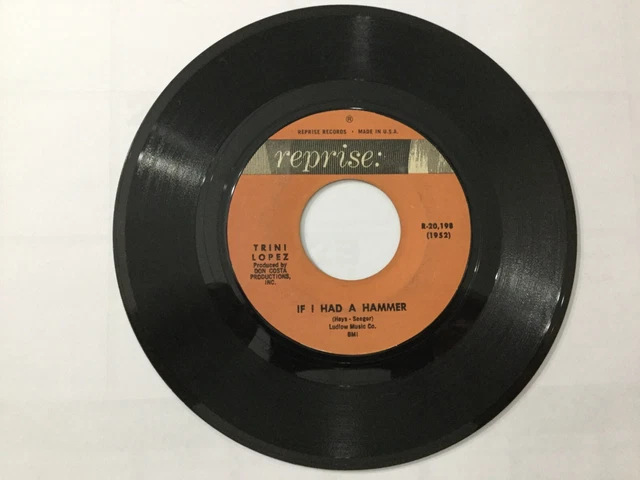 ®
REPRISE RECORDS • MADE IN U.S.A.
reprise:
R-20,198
(1952)
TRINI
LOPEZ
Produced by
DON COSTA
PRODUCTIONS,
INC.
IF I HAD A HAMMER
(Hays - Seeger)
Ludlow Music Co.
BMI